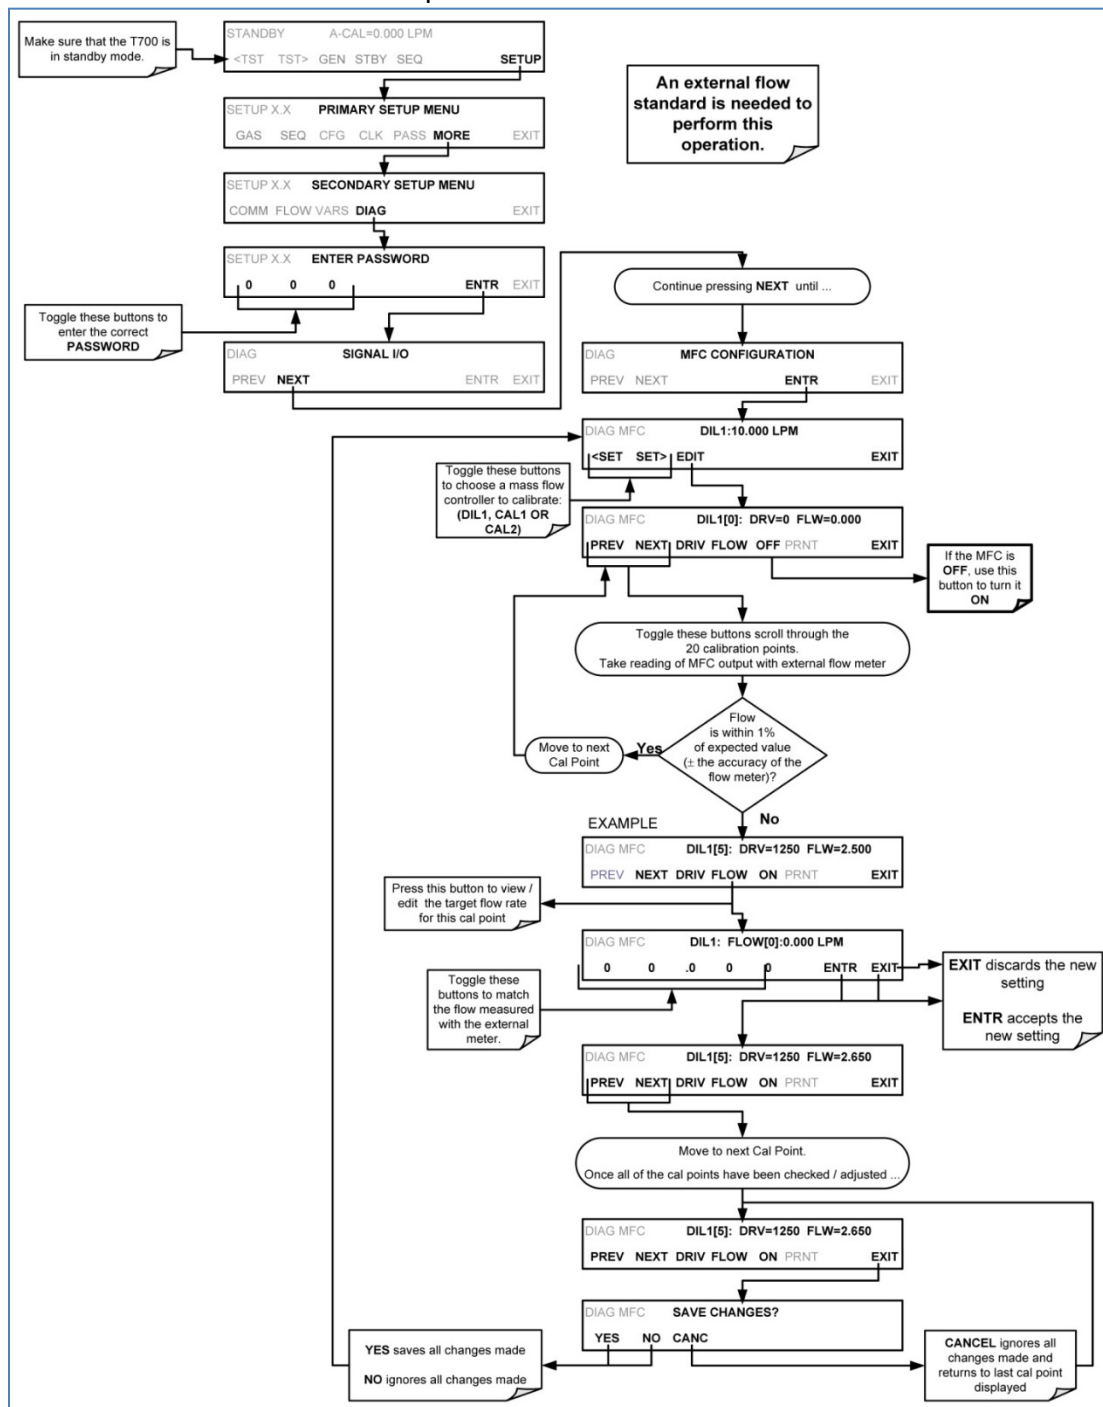 Make sure that the T700 is
in standby mode.
STANDBY A-CAL=0.000 LPM
<TST TST> GEN STBY SEQ SETUP
An external flow
standard is needed to
perform this
operation.
SETUP X.X PRIMARY SETUP MENU
GAS SEQ CFG CLK PASS MORE EXIT
SETUP X.X SECONDARY SETUP MENU
COMM FLOW VARS DIAG EXIT
SETUP X.X ENTER PASSWORD
0 0 0 ENTR EXIT
Toggle these buttons to
enter the correct
PASSWORD
DIAG SIGNAL I/O
PREV NEXT ENTR EXIT
Continue pressing NEXT until ...
DIAG MFC CONFIGURATION
PREV NEXT ENTR EXIT
DIAG MFC DIL1:10.000 LPM
<SET SET> EDIT EXIT
Toggle these buttons
to choose a mass flow
controller to calibrate:
(DIL1, CAL1 OR
CAL2)
DIAG MFC DIL1[0]: DRV=0 FLW=0.000
PREV NEXT DRIV FLOW OFF PRNT EXIT
If the MFC is
OFF, use this
button to turn it
ON
Toggle these buttons scroll through the
20 calibration points.
Take reading of MFC output with external flow meter
Flow
is within 1%
of expected value
(± the accuracy of the
flow meter)?
Yes
Move to next
Cal Point
No
EXAMPLE
DIAG MFC DIL1[5]: DRV=1250 FLW=2.500
PREV NEXT DRIV FLOW ON PRNT EXIT
Press this button to view /
edit the target flow rate
for this cal point
DIAG MFC DIL1: FLOW[0]:0.000 LPM
0 0 .0 0 0 ENTR EXIT
Toggle these
buttons to match
the flow measured
with the external
meter.
EXIT discards the new
setting
ENTR accepts the
new setting
DIAG MFC DIL1[5]: DRV=1250 FLW=2.650
PREV NEXT DRIV FLOW ON PRNT EXIT
Move to next Cal Point.
Once all of the cal points have been checked / adjusted ...
DIAG MFC DIL1[5]: DRV=1250 FLW=2.650
PREV NEXT DRIV FLOW ON PRNT EXIT
DIAG MFC SAVE CHANGES?
YES NO CANC
YES saves all changes made
NO ignores all changes made
CANCEL ignores all
changes made and
returns to last cal point
displayed